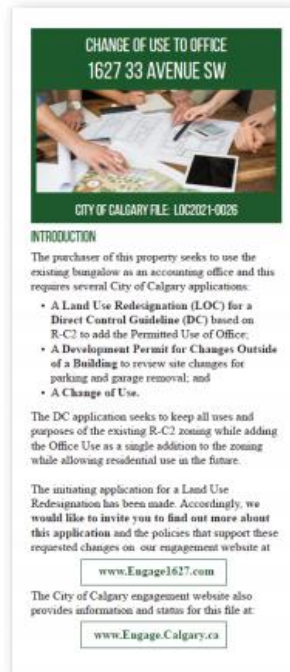 CHANGE OF USE TO OFFICE
1627 33 AVENUE SW
CITY OF CALGARY FILE: LOC2021-0026
INTRODUCTION
The purchaser of this property seeks to use the
existing bungalow as an accounting office and this
requires several City of Calgary applications:
• A Land Use Redesignation (LOC) for a
Direct Control Guideline (DC) based on
R-C2 to add the Permitted Use of Office;
• A Development Permit for Changes Outside
of a Building to review site changes for
parking and garage removal; and
• A Change of Use.
The DC application seeks to keep all uses and
purposes of the existing R-C2 zoning while adding
the Office Use as a single addition to the zoning
while allowing residential use in the future.
The initiating application for a Land Use
Redesignation has been made. Accordingly, we
would like to invite you to find out more about
this application and the policies that support these
requested changes on our engagement website at
www.Engage1627.com
The City of Calgary engagement website also
provides information and status for this file at:
www.Engage.Calgary.ca